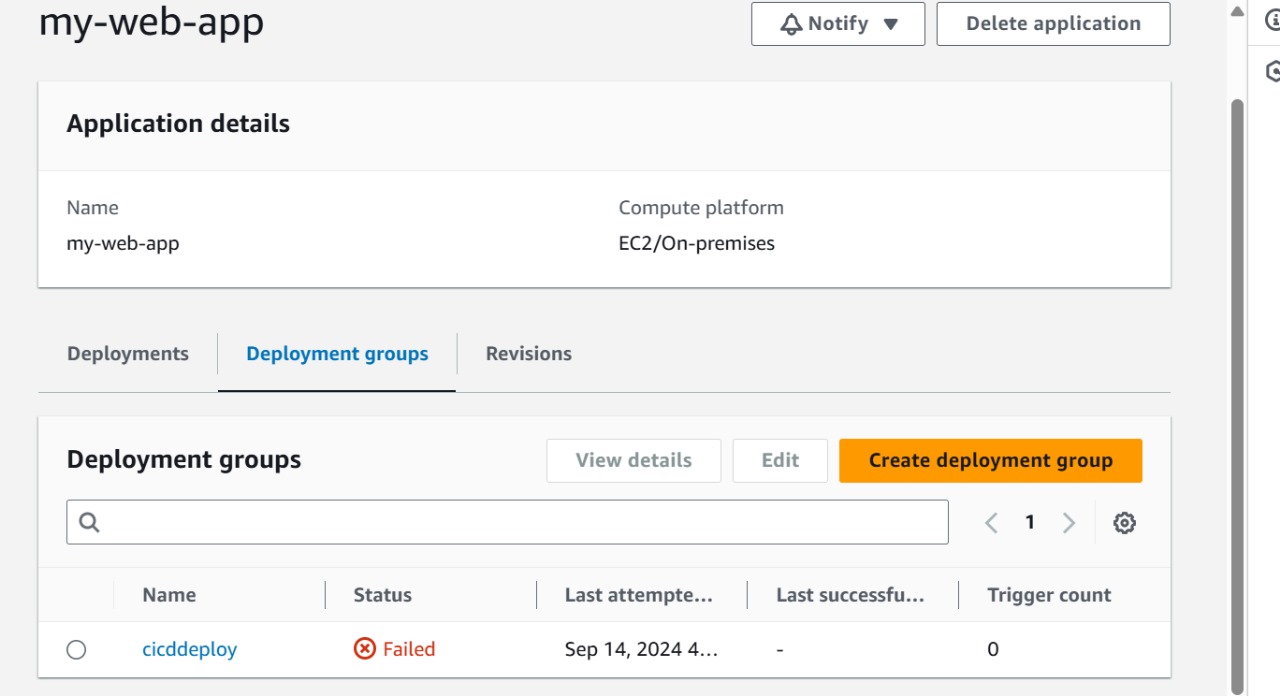 my-web-app
Notify
Delete application
Application details
Name
Compute platform
my-web-app
EC2/On-premises
Deployments
Deployment groups
Revisions
Deployment groups
View details
Edit
Create deployment group
1
Name
Status
Last attempte...
Last successfu...
Trigger count
cicddeploy
Failed
Sep 14, 2024 4...
-
0